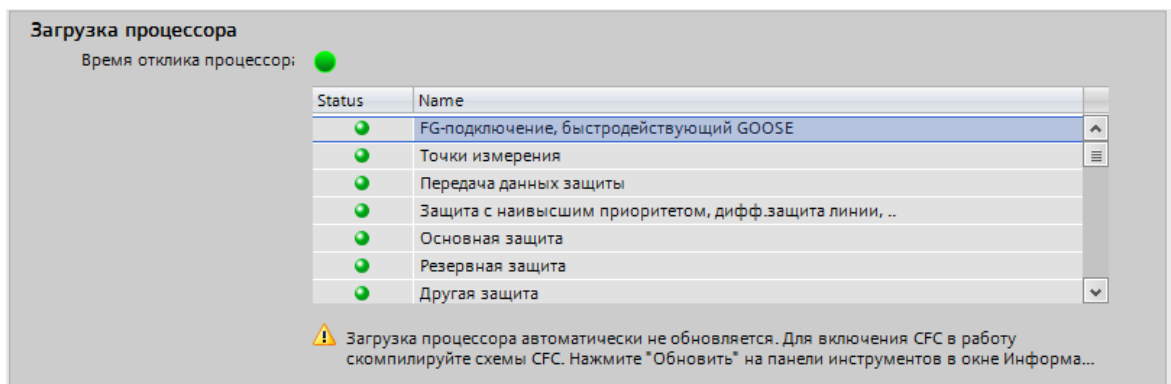 Загрузка процессора
Время отклика процессора
Status Name
FG-подключение, быстродействующий GOOSE
Точки измерения
Передача данных защиты
Защита с наивысшим приоритетом, дифф.защита линии, ..
Основная защита
Резервная защита
Другая защита
Загрузка процессора автоматически не обновляется. Для включения CFC в работу
скомпилируйте схемы CFC. Нажмите "Обновить" на панели инструментов в окне Информа...